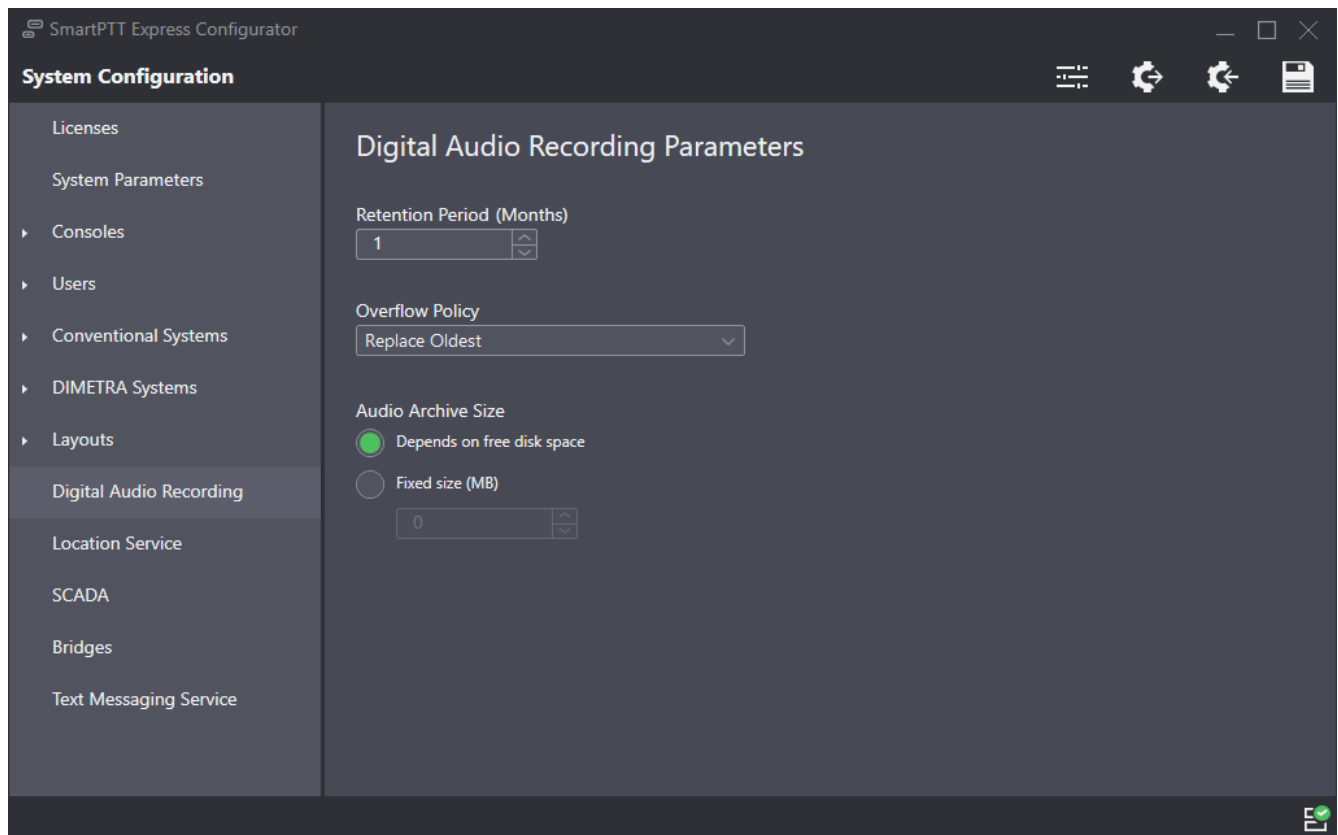 SmartPTT Express Configurator
System Configuration
Licenses
System Parameters
Consoles
Users
Conventional Systems
DIMETRA Systems
Layouts
Digital Audio Recording
Location Service
SCADA
Bridges
Text Messaging Service
Digital Audio Recording Parameters
Retention Period (Months)
1
Overflow Policy
Replace Oldest
Audio Archive Size
Depends on free disk space
Fixed size (MB)
0